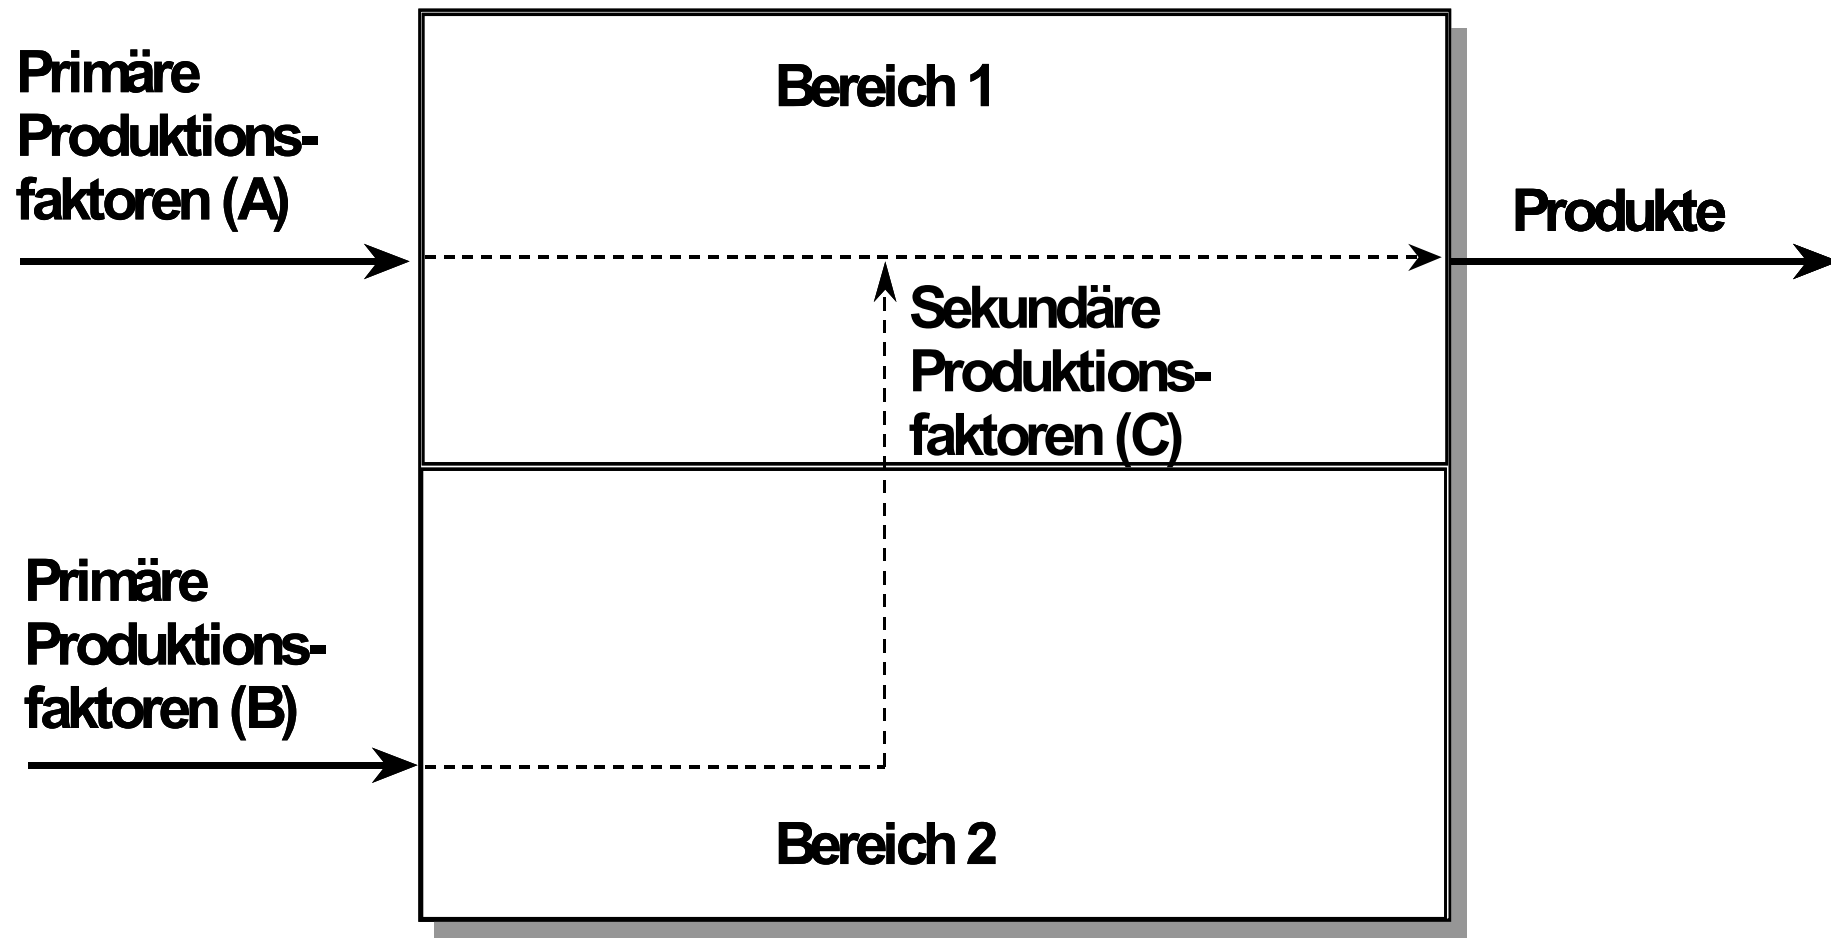 Primäre
Produktions-
faktoren (A)
Bereich 1
Produkte
Sekundäre
Produktions-
faktoren (C)
Primäre
Produktions-
faktoren (B)
Bereich 2